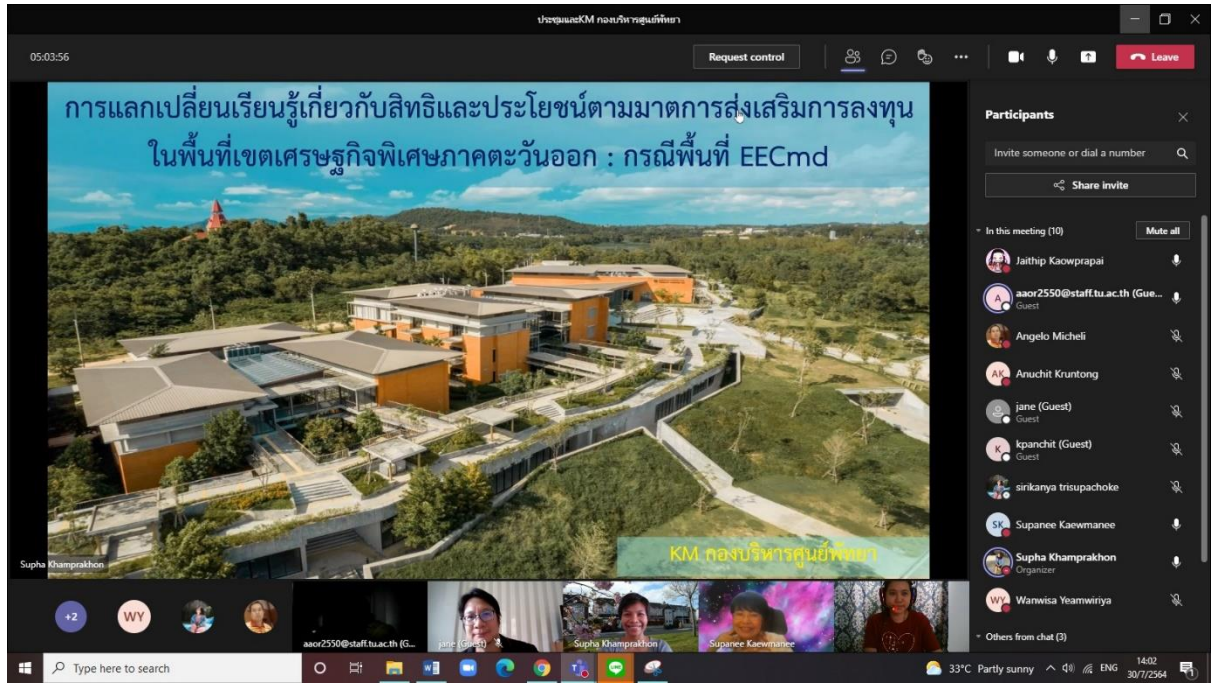 ประชุมและKM กองบริหารศูนย์พัทยา
05:03:56
Request control
Leave
การแลกเปลี่ยนเรียนรู้เกี่ยวกับสิทธิและประโยชน์ตามมาตการส่งเสริมการลงทุน
ในพื้นที่เขตเศรษฐกิจพิเศษภาคตะวันออก : กรณีพื้นที่ EECmd
KM กองบริหารศูนย์พัทยา
Supha Khamprakhon
Participants
Invite someone or dial a number
Share invite
In this meeting (10)
Mute all
Jaithip Kaowprapai
A
aaor2550@staff.tu.ac.th (Gue...
Guest
Angelo Micheli
AK
Anuchit Kruntong
jane (Guest)
Guest
K
kpanchit (Guest)
Guest
sirikanya trisupachoke
SK
Supanee Kaewmanee
Supha Khamprakhon
Organizer
WY
Wanwisa Yeamwiriya
Others from chat (3)
+2
WY
aaor2550@staff.tu.ac.th (G...
jane (Guest)
Supha Khamprakhon
Supanee Kaewmanee
Type here to search
33°C Partly sunny
ENG
14:02
30/7/2564